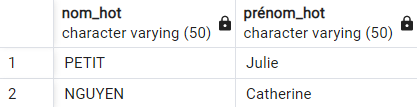 nom_hot prénom_hot
character varying (50) character varying (50)
1 PETIT Julie
2 NGUYEN Catherine